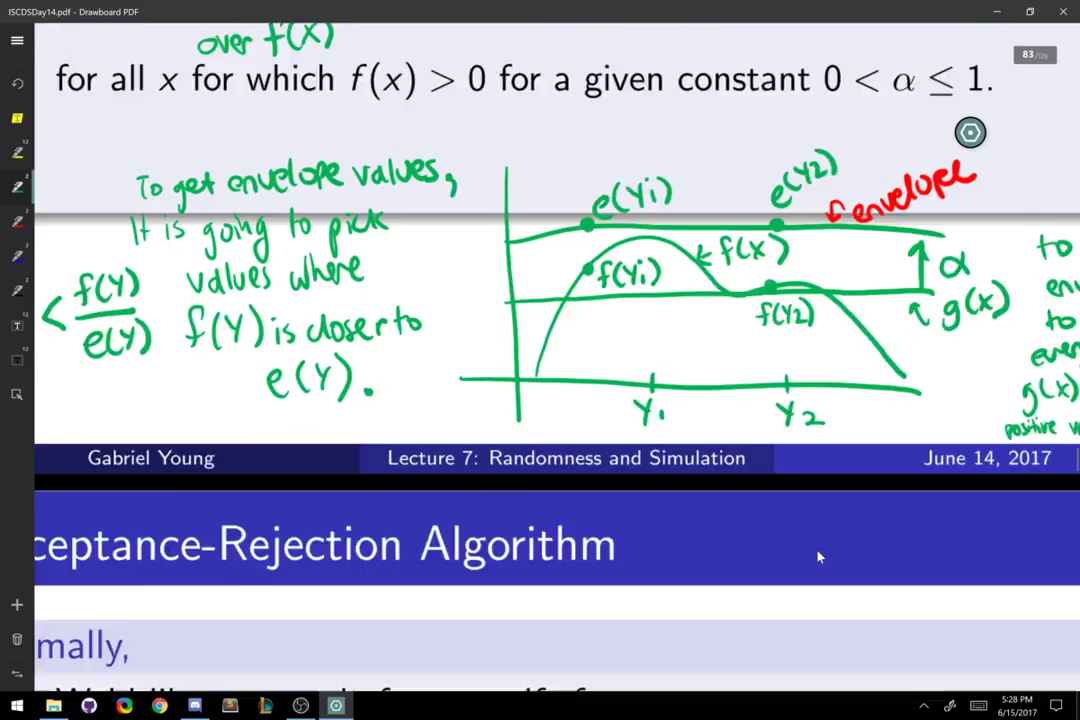 ISCDSDay14.pdf - Drawboard PDF
83
over f(x)
for all x for which f(x) > 0 for a given constant 0 < α ≤ 1.
To get envelope values,
It is going to pick
values where
f(Y) is closer to
e(Y).
< f(Y)
e(Y)
e(Y1)
e(Y2)
envelope
f(x)
f(Y1)
f(Y2)
α
g(x)
Y1
Y2
to
to
g(x)
positive
Gabriel Young
Lecture 7: Randomness and Simulation
June 14, 2017
ceptance-Rejection Algorithm
mally,
5:28 PM
6/15/2017